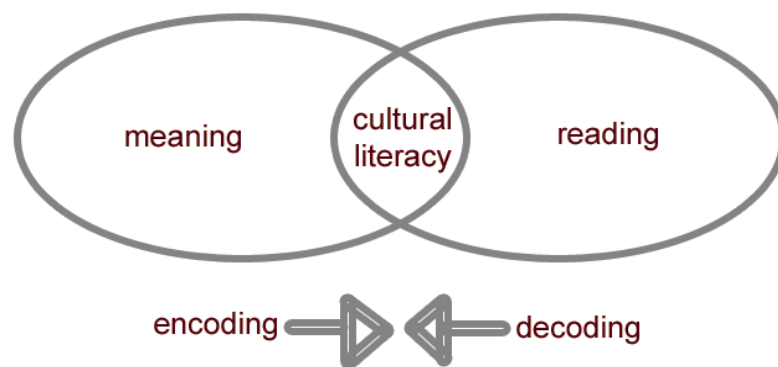 meaning
cultural
literacy
reading
encoding
decoding